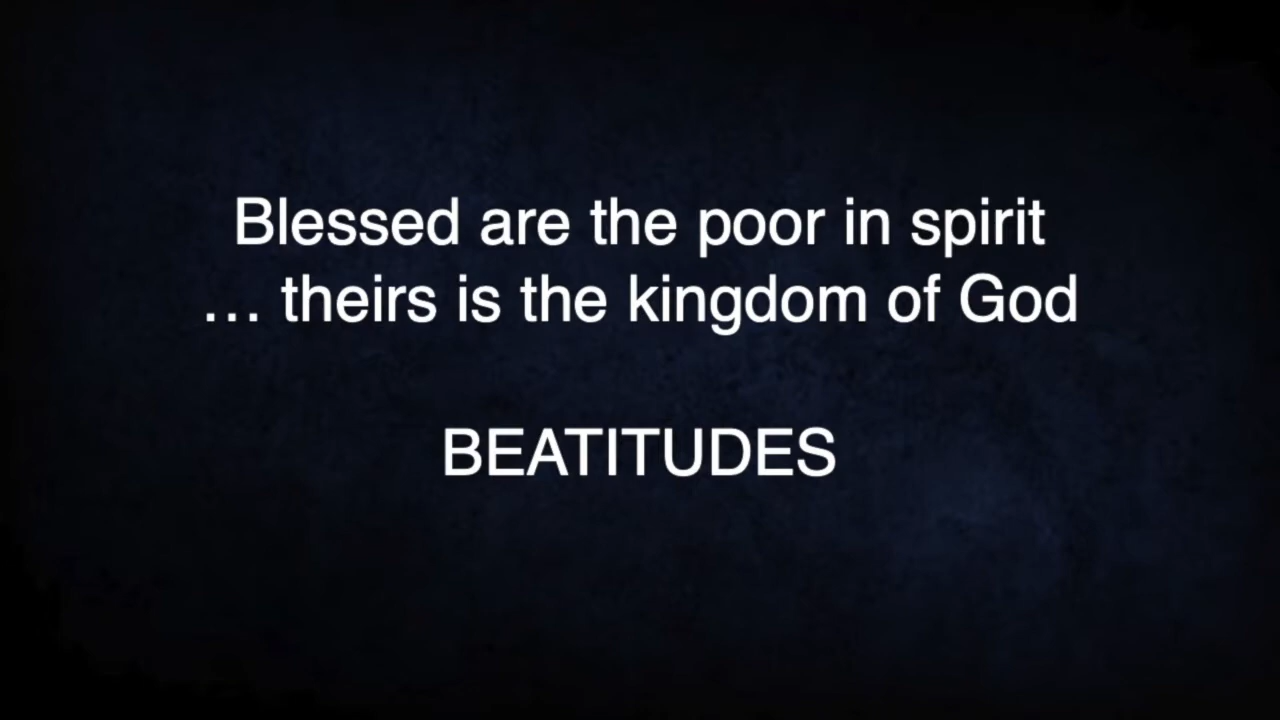 Blessed are the poor in spirit
… theirs is the kingdom of God
BEATITUDES